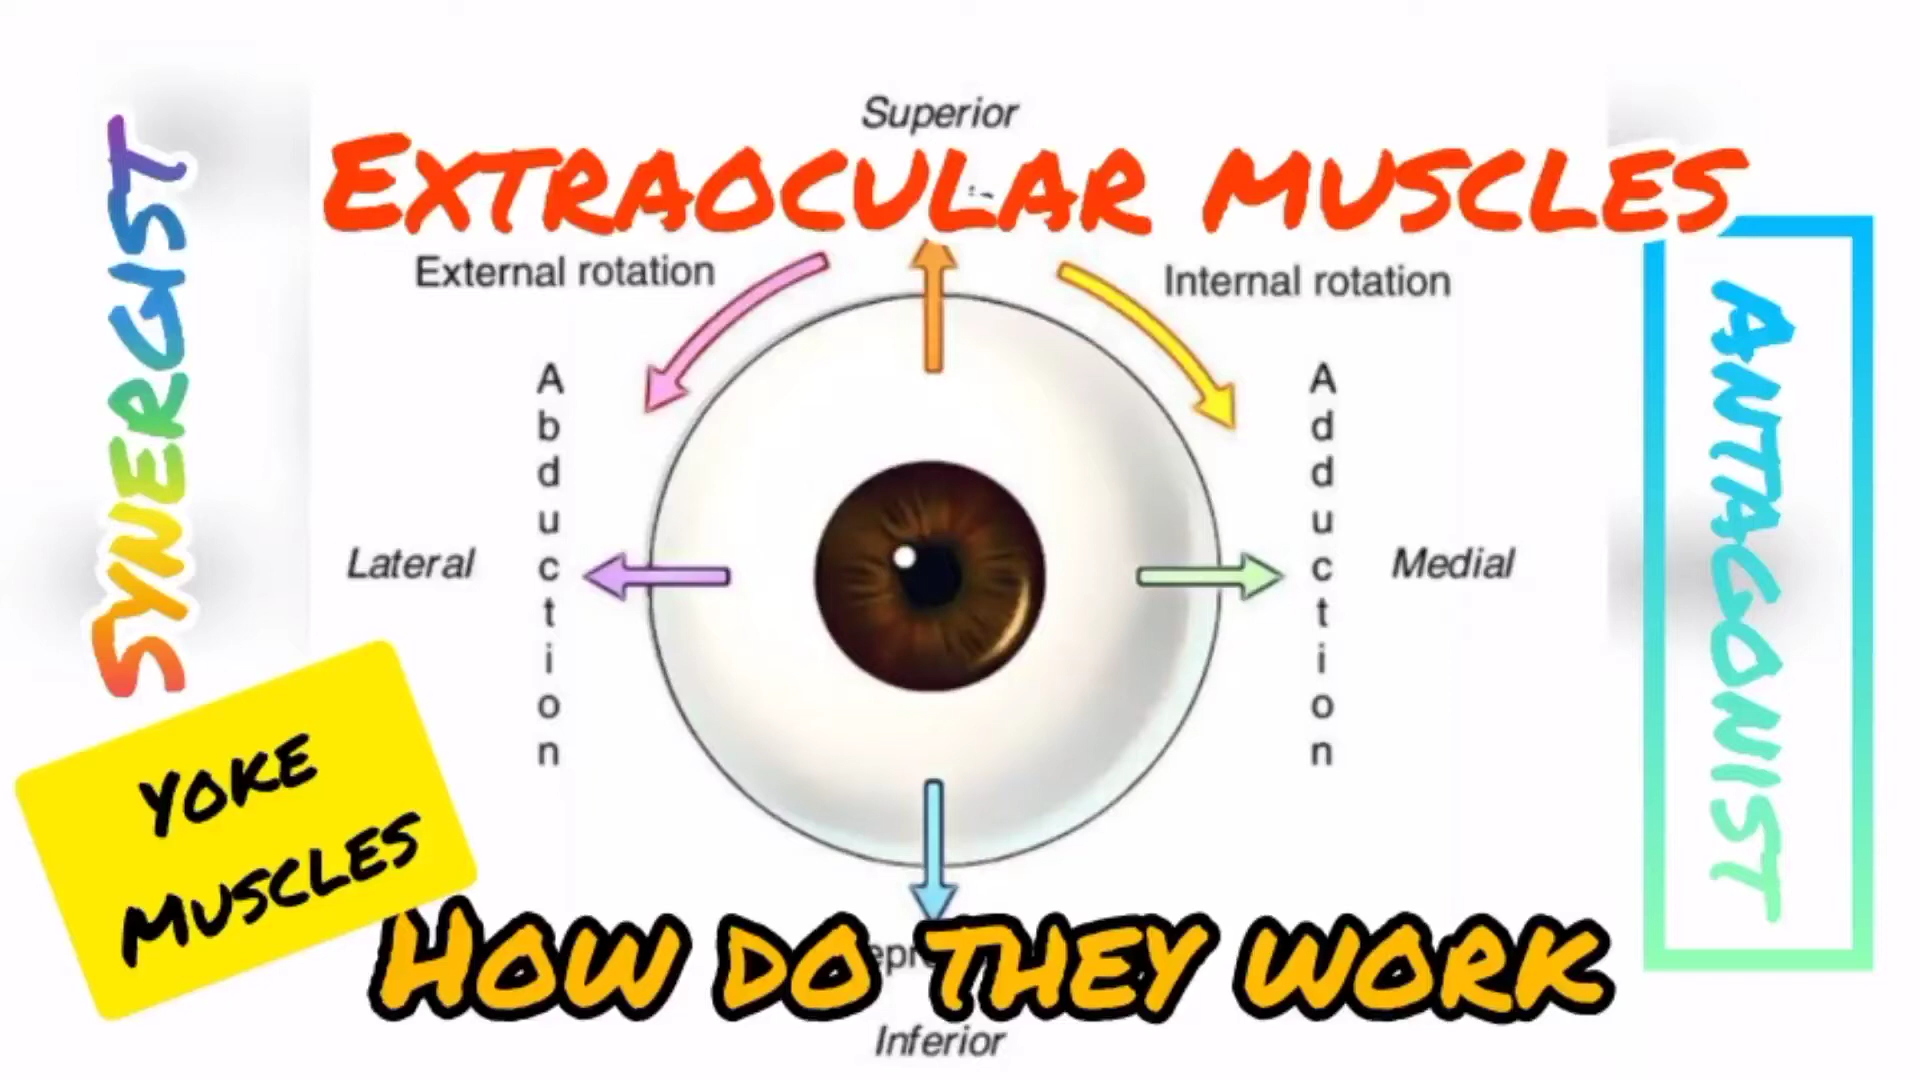 Superior
EXTRAOCULAR MUSCLES
External rotation
Internal rotation
SYNERGIST
ANTAGONIST
Abduction
Adduction
Lateral
Medial
YOKE
MUSCLES
HOW DO THEY WORK
Inferior